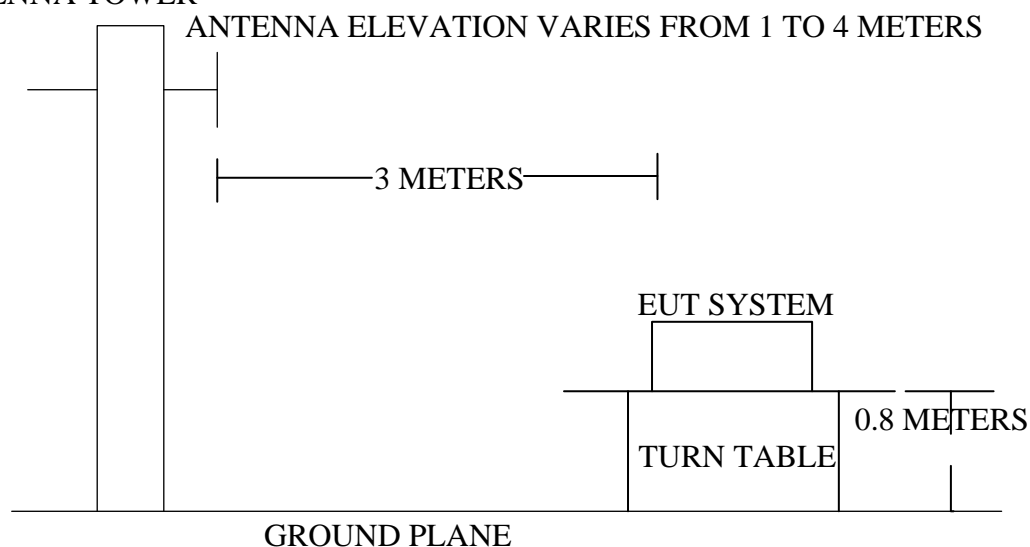 TOWER
ANTENNA ELEVATION VARIES FROM 1 TO 4 METERS
3 METERS
EUT SYSTEM
0.8 METERS
TURN TABLE
GROUND PLANE